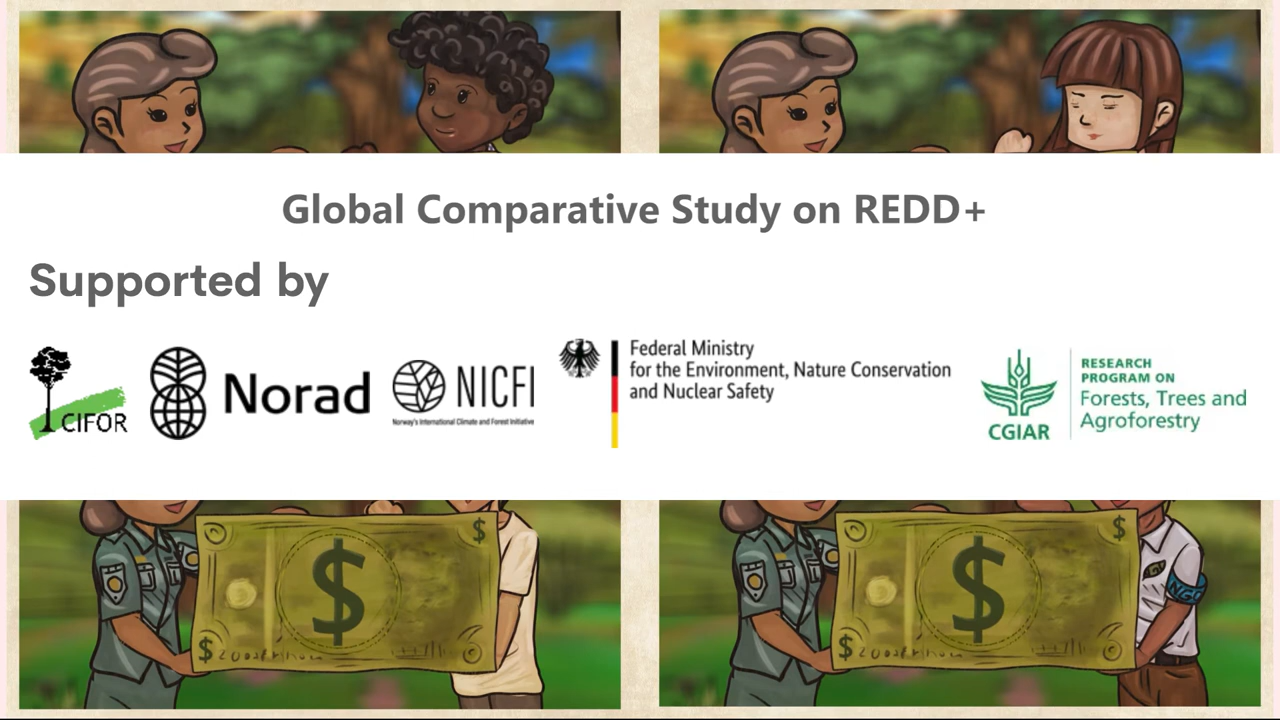 Global Comparative Study on REDD+
Supported by
CIFOR
Norad
NICFI
Norway's International Climate and Forest Initiative
Federal Ministry
for the Environment, Nature Conservation
and Nuclear Safety
CGIAR
RESEARCH
PROGRAM ON
Forests, Trees and
Agroforestry
$
$
$
$
$
$
NGO